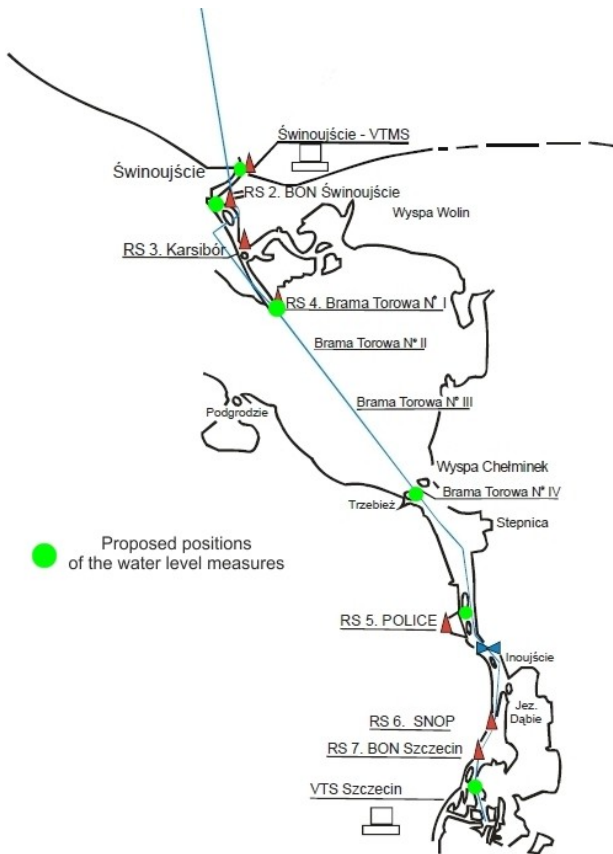 Świnoujście - VTMS
Świnoujście
RS 2. BON Świnoujście
Wyspa Wolin
RS 3. Karsibór
RS 4. Brama Torowa N° I
Brama Torowa N° II
Brama Torowa N° III
Podgrodzie
Wyspa Chełminek
Brama Torowa N° IV
Trzebież
Stepnica
Proposed positions
of the water level measures
RS 5. POLICE
Inoujście
Jez.
Dąbie
RS 6. SNOP
RS 7. BON Szczecin
VTS Szczecin